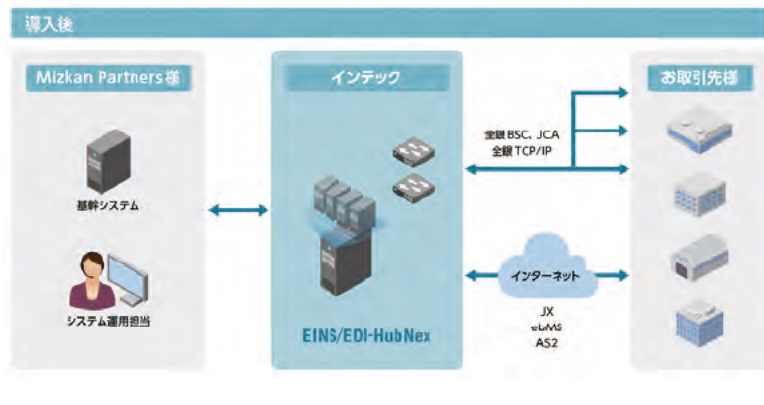 導入後
Mizkan Partners様
基幹システム
システム運用担当
インテック
EINS/EDI-HubNex
全銀BSC、JCA
全銀TCP/IP
インターネット
JX
ebMS
AS2
お取引先様